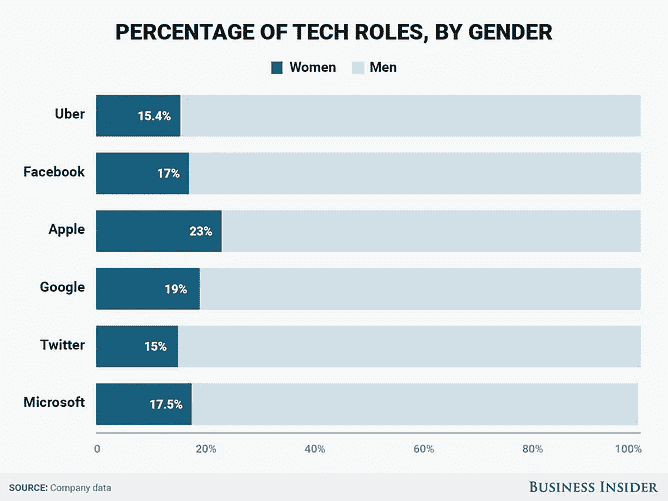 PERCENTAGE OF TECH ROLES, BY GENDER
Women Men
Uber 15.4%
Facebook 17%
Apple 23%
Google 19%
Twitter 15%
Microsoft 17.5%
0 20% 40% 60% 80% 100%
SOURCE: Company data BUSINESS INSIDER